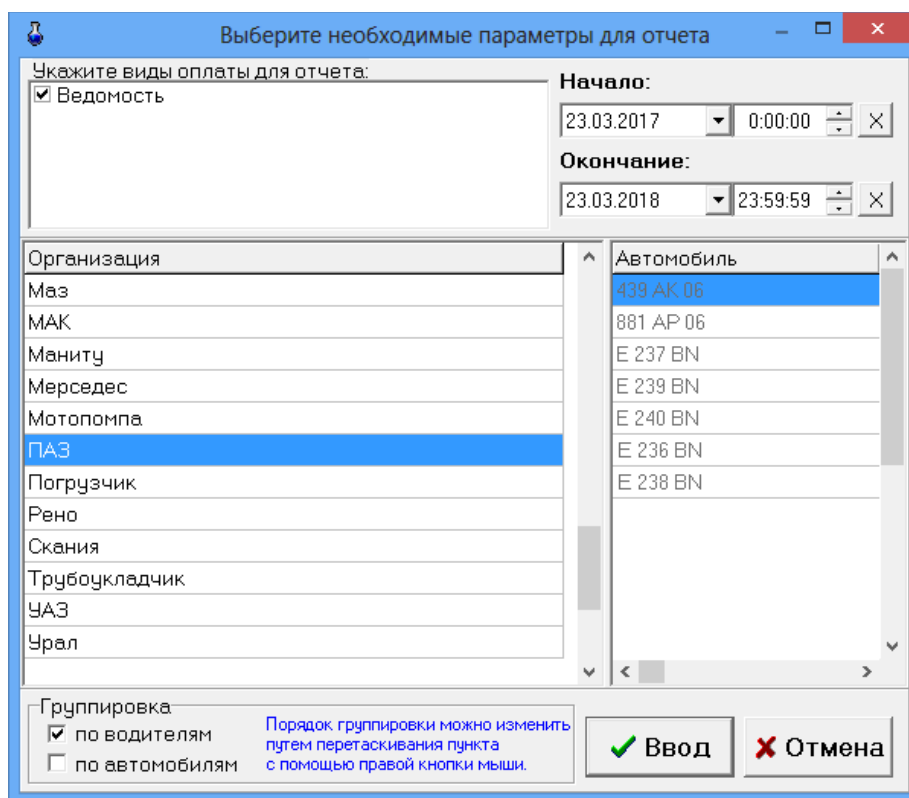 Выберите необходимые параметры для отчета
Укажите виды оплаты для отчета:
Ведомость
Начало:
23.03.2017 0:00:00 X
Окончание:
23.03.2018 23:59:59 X
Организация
Маз
МАК
Маниту
Мерседес
Мотопомпа
ПАЗ
Погрузчик
Рено
Скания
Трубоукладчик
УАЗ
Урал
Автомобиль
439 АК 06
881 АР 06
Е 237 BN
Е 239 BN
Е 240 BN
Е 236 BN
Е 238 BN
Группировка
по водителям
по автомобилям
Порядок группировки можно изменить
путем перетаскивания пункта
с помощью правой кнопки мыши.
Ввод
Отмена